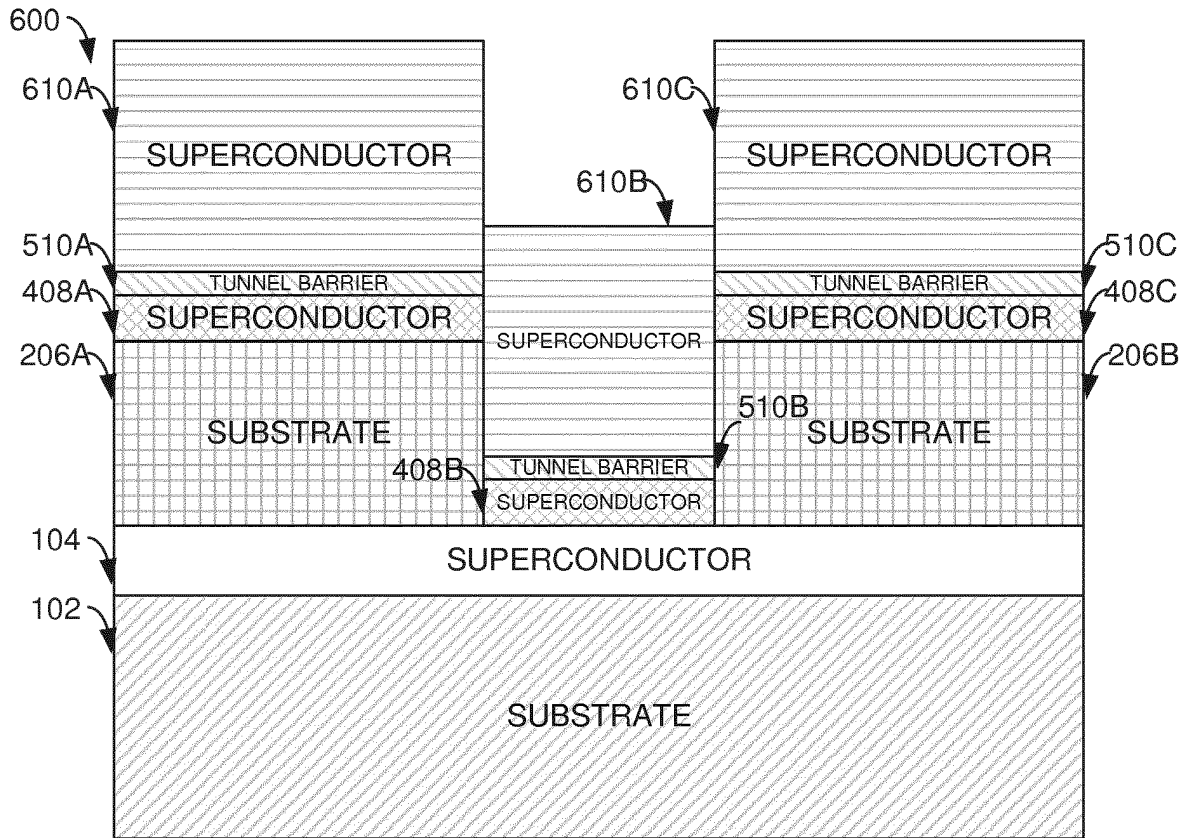 600
610A
610C
SUPERCONDUCTOR
SUPERCONDUCTOR
610B
510A
510C
TUNNEL BARRIER
TUNNEL BARRIER
408A
408C
SUPERCONDUCTOR
SUPERCONDUCTOR
SUPERCONDUCTOR
206A
206B
510B
SUBSTRATE
SUBSTRATE
408B
TUNNEL BARRIER
SUPERCONDUCTOR
104
SUPERCONDUCTOR
102
SUBSTRATE